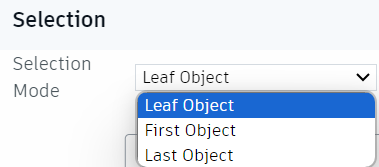 Selection
Selection
Mode
Leaf Object
Leaf Object
First Object
Last Object